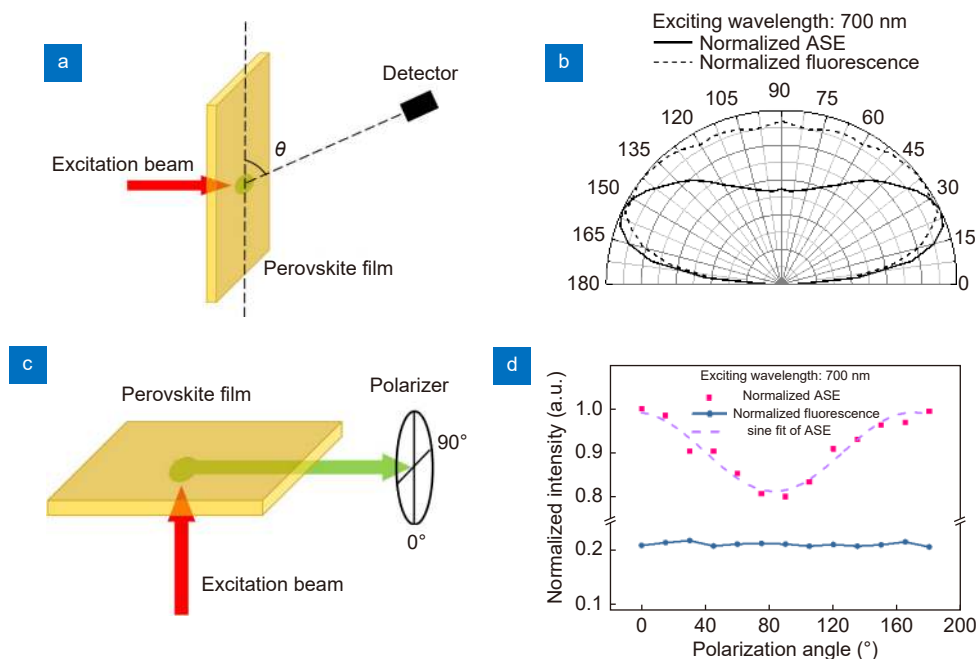 a
Detector
θ
Excitation beam
Perovskite film
b
Exciting wavelength: 700 nm
Normalized ASE
Normalized fluorescence
90
105
75
120
60
135
45
150
30
165
15
180
0
c
Perovskite film
Polarizer
90°
0°
Excitation beam
d
Exciting wavelength: 700 nm
Normalized ASE
Normalized fluorescence
sine fit of ASE
Normalized intensity (a.u.)
1.0
0.9
0.8
0.2
0.1
0
40
80
120
160
200
Polarization angle (°)